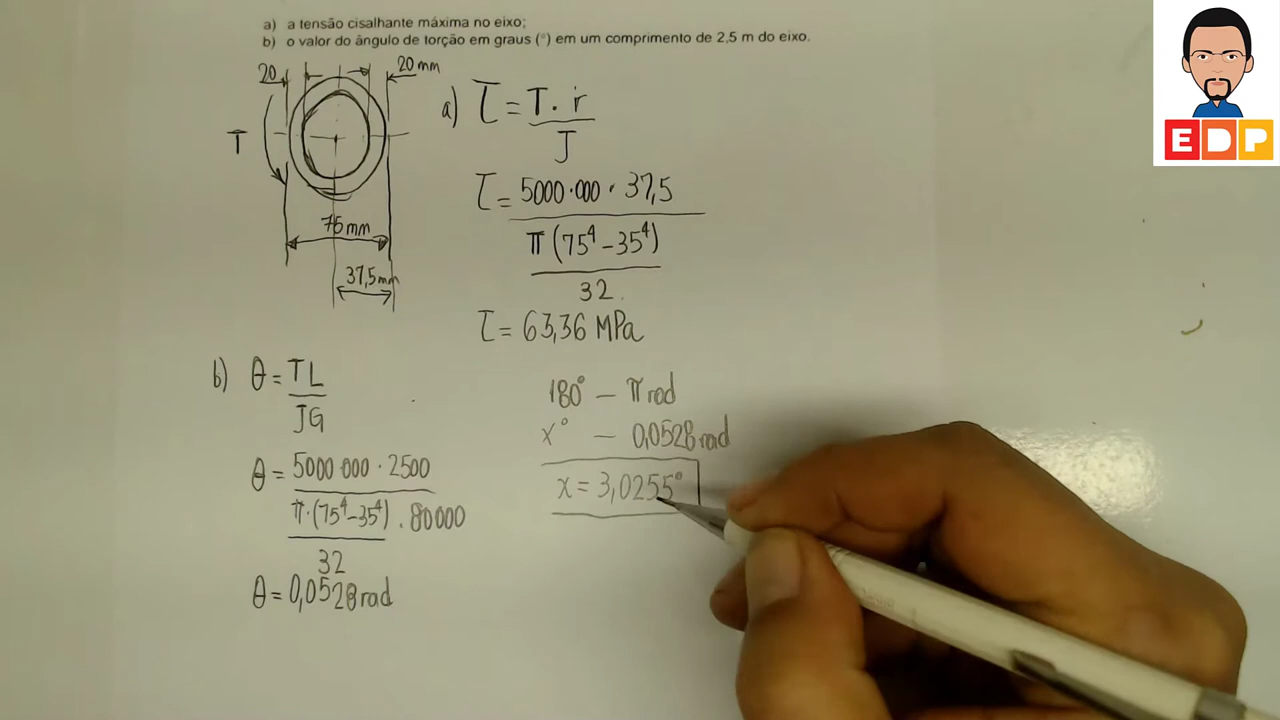 a) a tensão cisalhante máxima no eixo;
b) o valor do ângulo de torção em graus (°) em um comprimento de 2,5 m do eixo.
EDP
20
20 mm
T
75 mm
37,5 mm
a) τ = T · r
J
τ = 5000·000 · 37,5
π (75⁴ - 35⁴)
32
τ = 63,36 MPa
b) θ = TL
JG
θ = 5000 000 · 2500
π·(75⁴-35⁴) . 80000
32
θ = 0,0528 rad
180° - π rad
x° - 0,0528 rad
x = 3,0255°